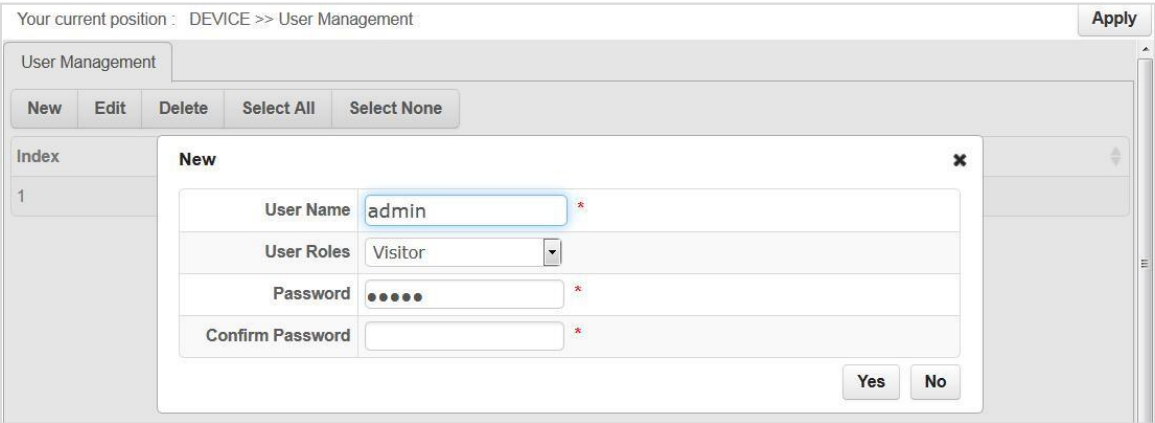 Your current position : DEVICE >> User Management Apply
User Management
New Edit Delete Select All Select None
Index
1
New
User Name admin *
User Roles Visitor
Password ●●●●● *
Confirm Password *
Yes No